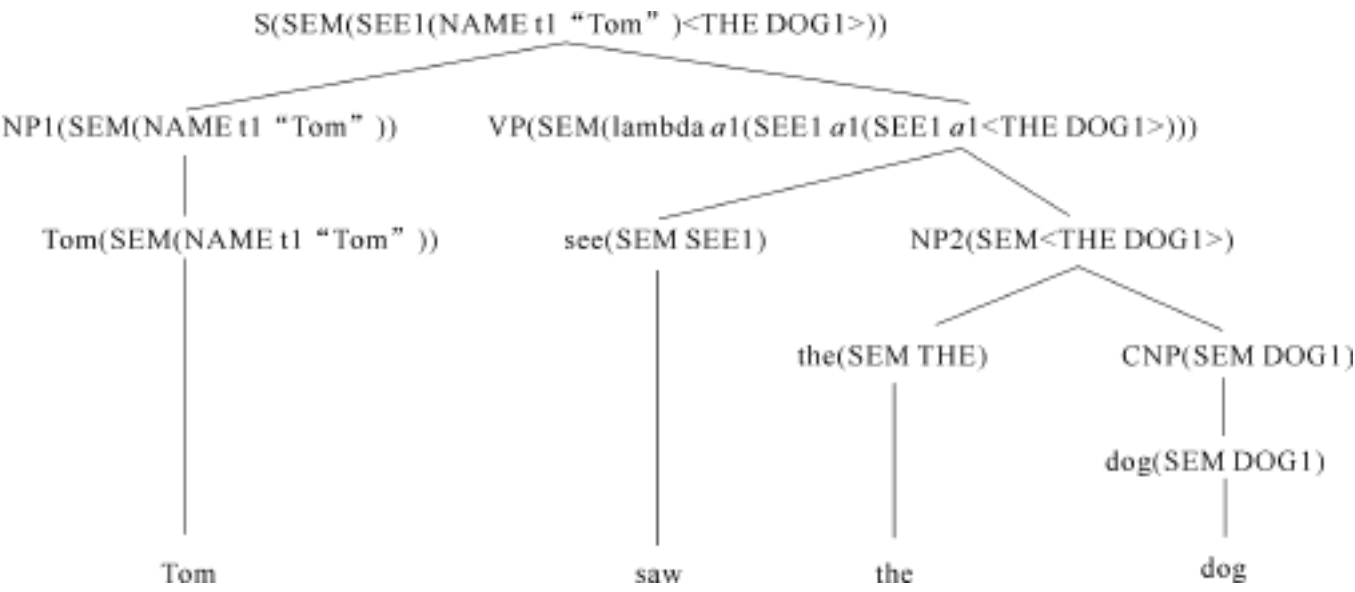 S(SEM(SEE1(NAME t1 “Tom”)<THE DOG1>))
NP1(SEM(NAME t1 “Tom”)) VP(SEM(lambda a1(SEE1 a1(SEE1 a1<THE DOG1>)))
Tom(SEM(NAME t1 “Tom”)) see(SEM SEE1) NP2(SEM<THE DOG1>)
the(SEM THE) CNP(SEM DOG1)
dog(SEM DOG1)
Tom saw the dog